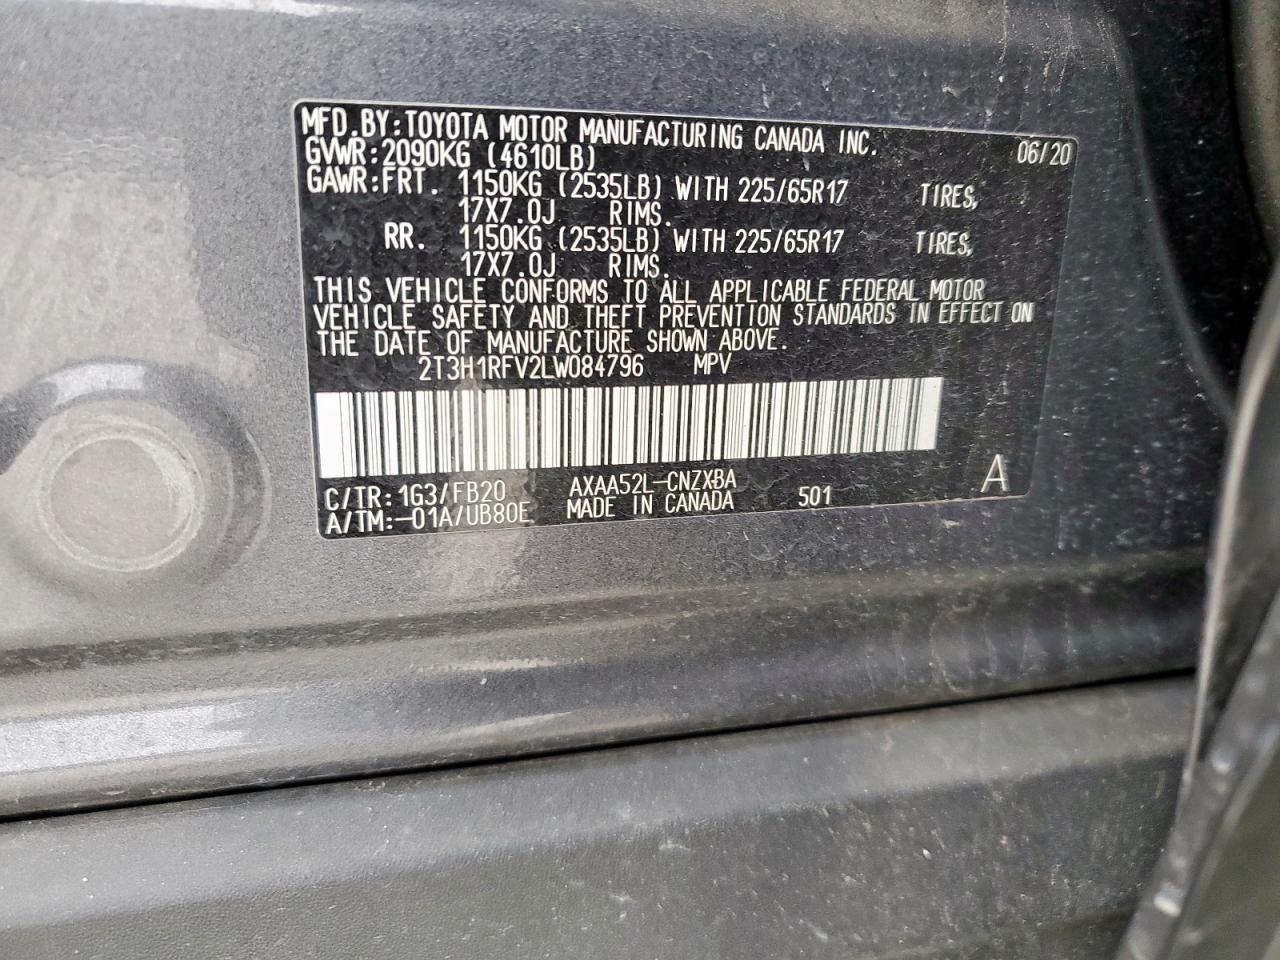 MFD.BY:TOYOTA MOTOR MANUFACTURING CANADA INC. 06/20
GVWR:2090KG (4610LB)
GAWR:FRT. 1150KG (2535LB) WITH 225/65R17 TIRES,
17X7.0J RIMS.
RR. 1150KG (2535LB) WITH 225/65R17 TIRES,
17X7.0J RIMS.
THIS VEHICLE CONFORMS TO ALL APPLICABLE FEDERAL MOTOR
VEHICLE SAFETY AND THEFT PREVENTION STANDARDS IN EFFECT ON
THE DATE OF MANUFACTURE SHOWN ABOVE.
2T3H1RFV2LW084796 MPV
C/TR:1G3/FB20 AXAA52L-CNZXBA 501 A
A/TM:-01A/UB80E MADE IN CANADA